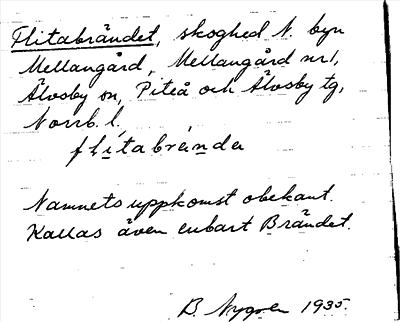 Flitabrändet, skoghed N. byn
Mellangård, Mellangård nr 1,
Älvsby sn, Piteå och Älvsby tg,
Norrb. l.
flìtabrǽnda
Namnets uppkomst obekant.
Kallas även enbart Brändet.
B. Nygren 1935.